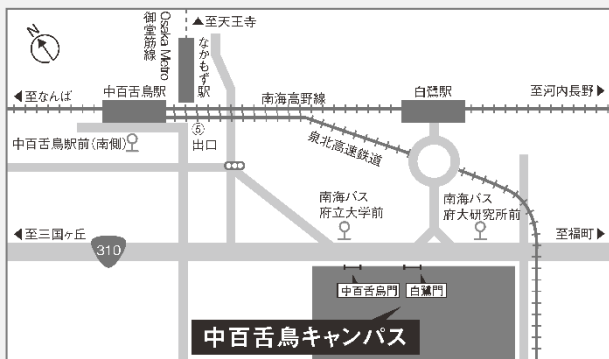 ▲至天王寺
Osaka Metro
御堂筋線
なかもず駅
◀至なんば
中百舌鳥駅
南海高野線
白鷺駅
至河内長野▶
⑤
出口
中百舌鳥駅前(南側)
泉北高速鉄道
南海バス
府立大学前
南海バス
府大研究所前
◀至三国ヶ丘
310
至福町▶
中百舌鳥門
白鷺門
中百舌鳥キャンパス